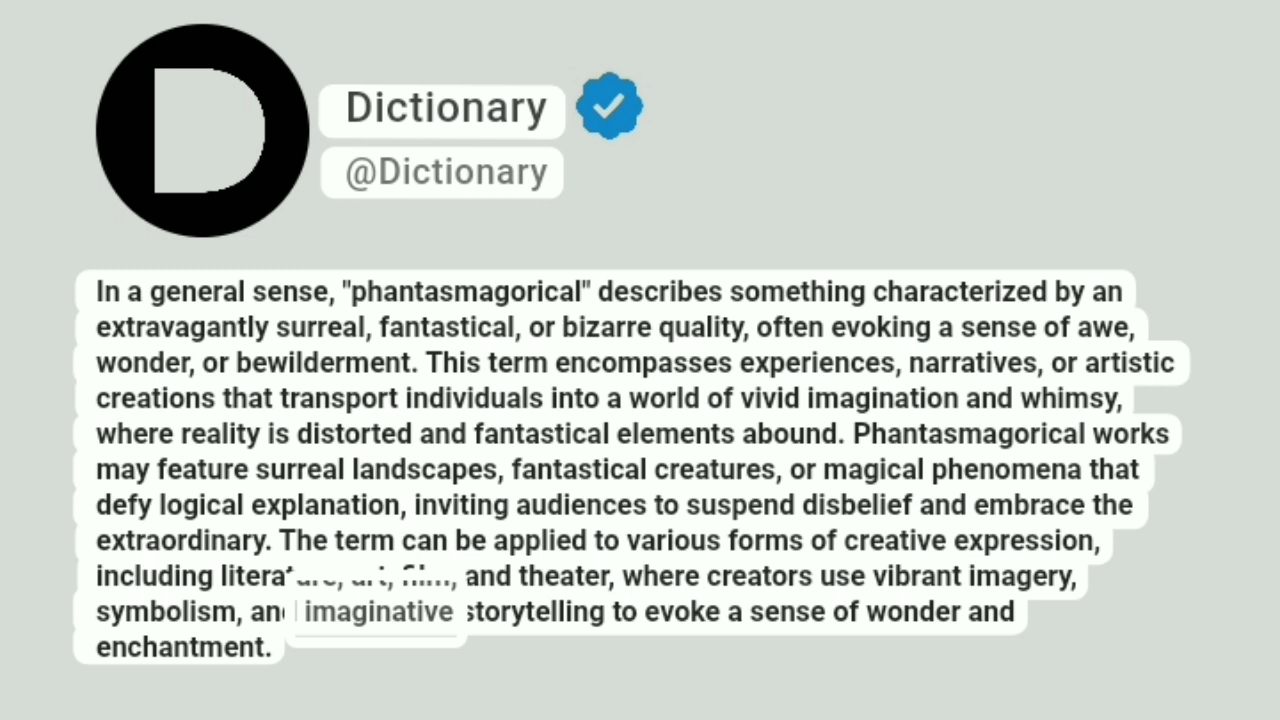 D
Dictionary
@Dictionary
In a general sense, "phantasmagorical" describes something characterized by an
extravagantly surreal, fantastical, or bizarre quality, often evoking a sense of awe,
wonder, or bewilderment. This term encompasses experiences, narratives, or artistic
creations that transport individuals into a world of vivid imagination and whimsy,
where reality is distorted and fantastical elements abound. Phantasmagorical works
may feature surreal landscapes, fantastical creatures, or magical phenomena that
defy logical explanation, inviting audiences to suspend disbelief and embrace the
extraordinary. The term can be applied to various forms of creative expression,
including literature, art, film, and theater, where creators use vibrant imagery,
symbolism, and imaginative storytelling to evoke a sense of wonder and
enchantment.